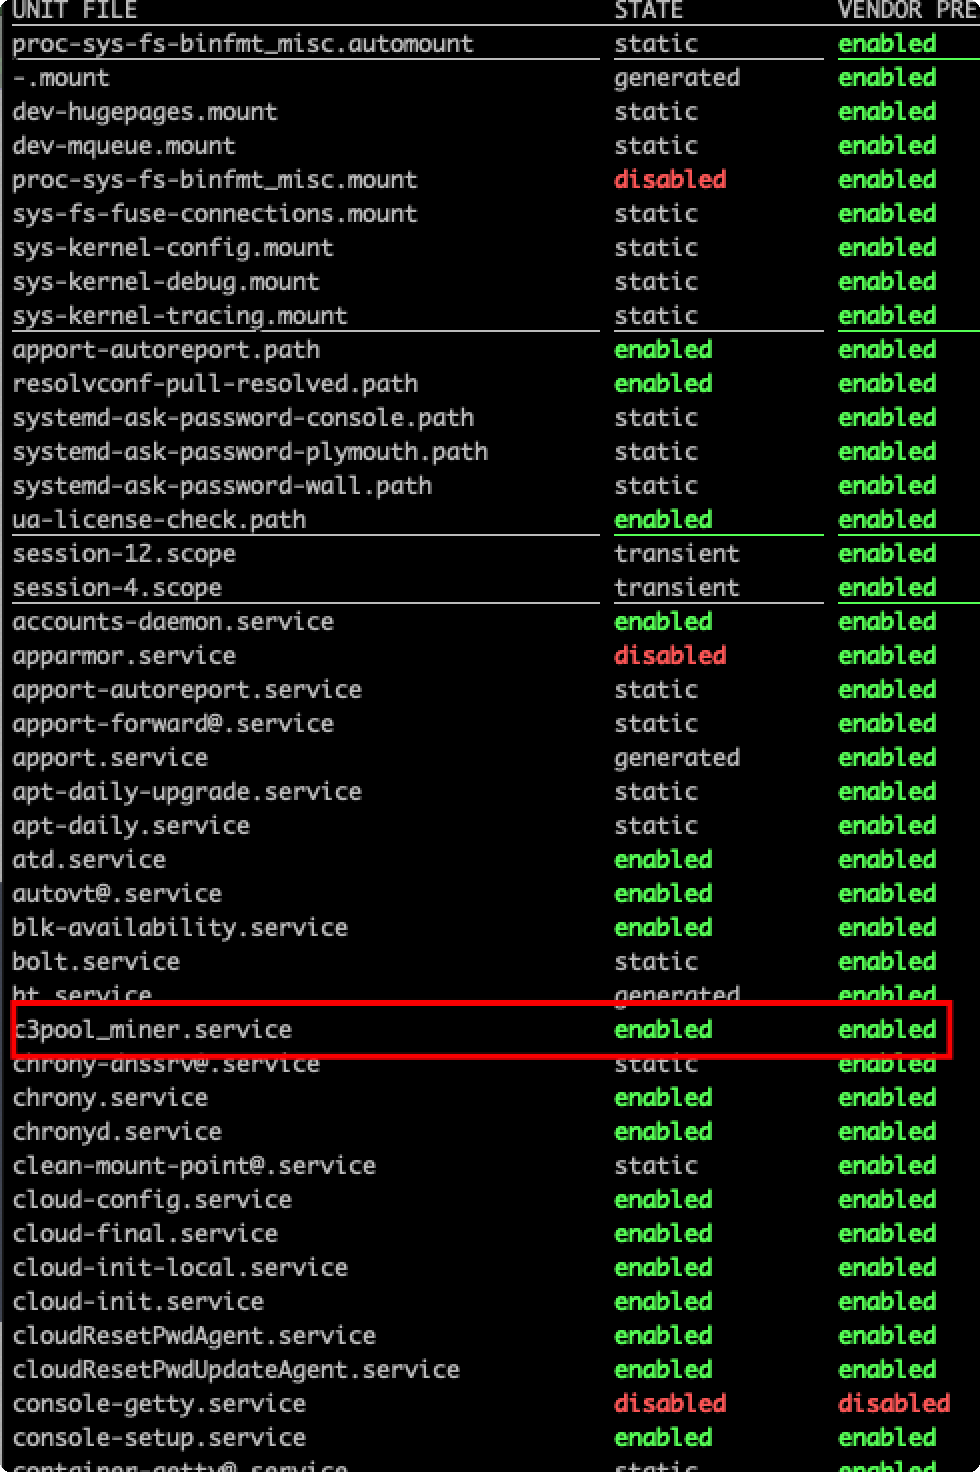 UNIT FILE STATE VENDOR PRE
proc-sys-fs-binfmt_misc.automount static enabled
-.mount generated enabled
dev-hugepages.mount static enabled
dev-mqueue.mount static enabled
proc-sys-fs-binfmt_misc.mount disabled enabled
sys-fs-fuse-connections.mount static enabled
sys-kernel-config.mount static enabled
sys-kernel-debug.mount static enabled
sys-kernel-tracing.mount static enabled
apport-autoreport.path enabled enabled
resolvconf-pull-resolved.path enabled enabled
systemd-ask-password-console.path static enabled
systemd-ask-password-plymouth.path static enabled
systemd-ask-password-wall.path static enabled
ua-license-check.path enabled enabled
session-12.scope transient enabled
session-4.scope transient enabled
accounts-daemon.service enabled enabled
apparmor.service disabled enabled
apport-autoreport.service static enabled
apport-forward@.service static enabled
apport.service generated enabled
apt-daily-upgrade.service static enabled
apt-daily.service static enabled
atd.service enabled enabled
autovt@.service enabled enabled
blk-availability.service enabled enabled
bolt.service static enabled
bt.service generated enabled
c3pool_miner.service enabled enabled
chrony-dnssrv@.service static enabled
chrony.service enabled enabled
chronyd.service enabled enabled
clean-mount-point@.service static enabled
cloud-config.service enabled enabled
cloud-final.service enabled enabled
cloud-init-local.service enabled enabled
cloud-init.service enabled enabled
cloudResetPwdAgent.service enabled enabled
cloudResetPwdUpdateAgent.service enabled enabled
console-getty.service disabled disabled
console-setup.service enabled enabled
container-getty@.service static enabled